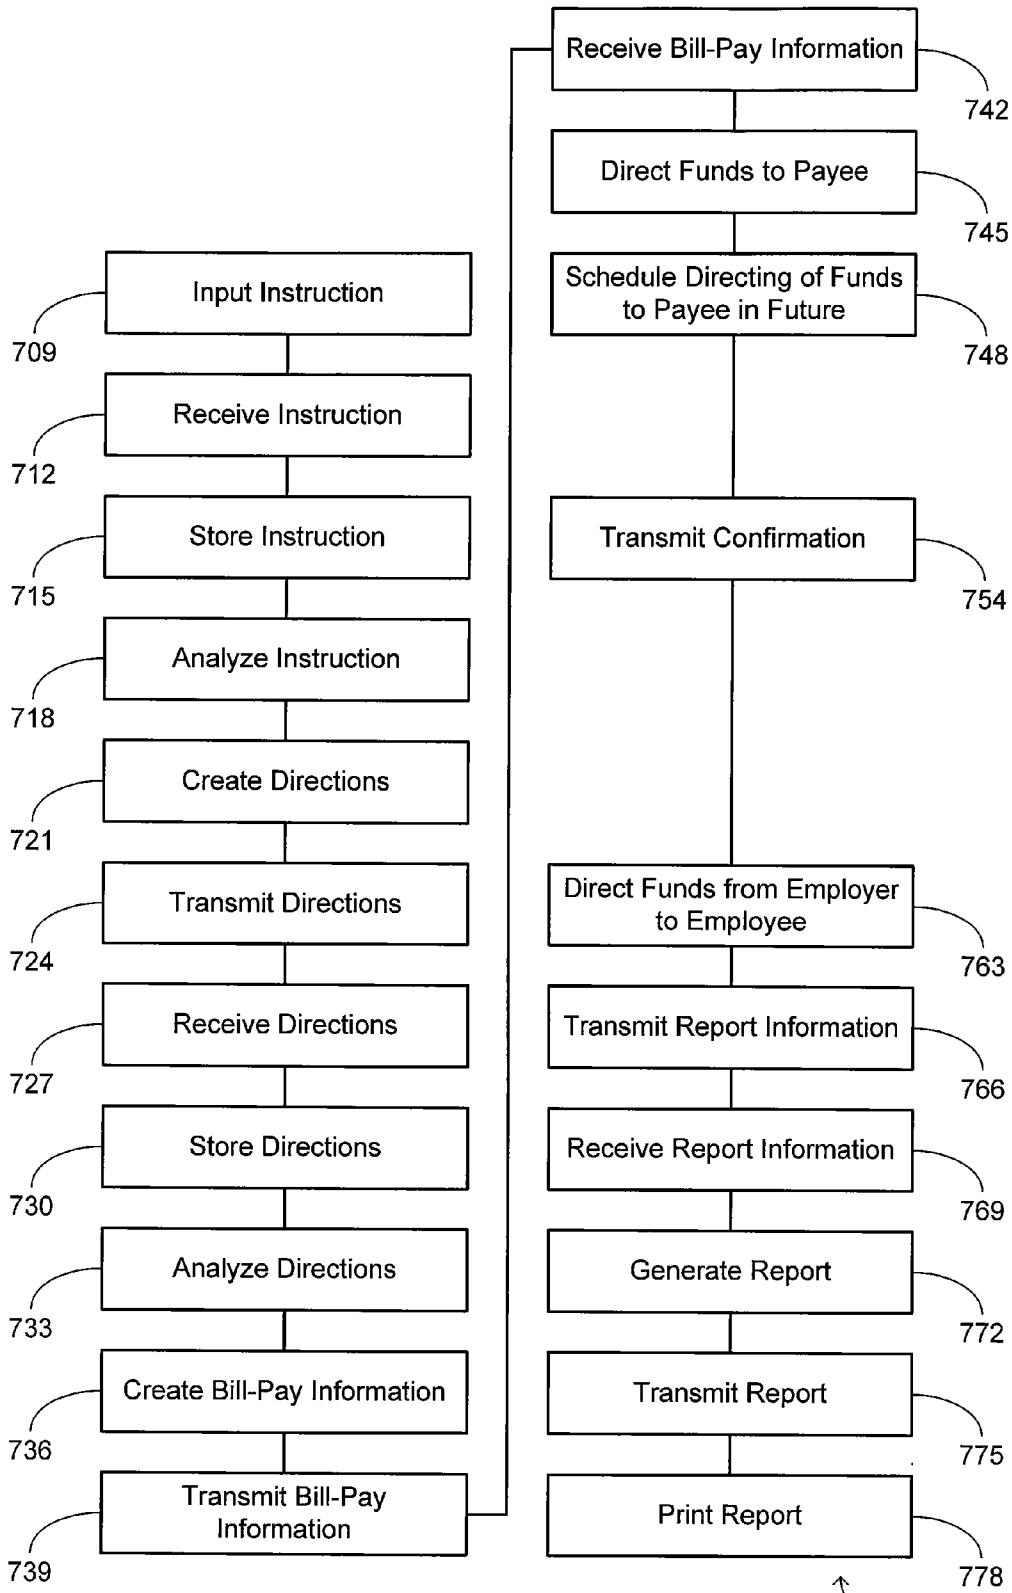 Input Instruction
709
Receive Instruction
712
Store Instruction
715
Analyze Instruction
718
Create Directions
721
Transmit Directions
724
Receive Directions
727
Store Directions
730
Analyze Directions
733
Create Bill-Pay Information
736
Transmit Bill-Pay
Information
739
Receive Bill-Pay Information
742
Direct Funds to Payee
745
Schedule Directing of Funds
to Payee in Future
748
Transmit Confirmation
754
Direct Funds from Employer
to Employee
763
Transmit Report Information
766
Receive Report Information
769
Generate Report
772
Transmit Report
775
Print Report
778